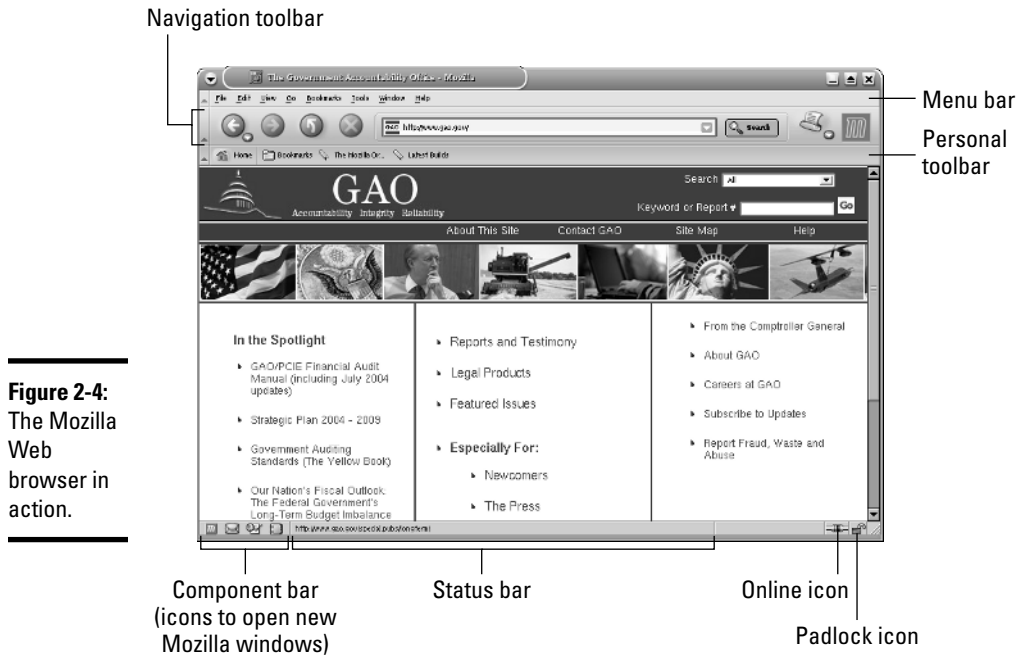 Navigation toolbar
The Government Accountability Office - Mozilla
File Edit View Go Bookmarks Tools Window Help
Menu bar
GAO http://www.gao.gov/ Search
Personal
toolbar
Home Bookmarks The Mozilla Or... Latest Builds
GAO
Accountability Integrity Reliability
Search All
Keyword or Report # Go
About This Site Contact GAO Site Map Help
In the Spotlight
GAO/PCIE Financial Audit
Manual (including July 2004
updates)
Strategic Plan 2004 - 2009
Government Auditing
Standards (The Yellow Book)
Our Nation's Fiscal Outlook:
The Federal Government's
Long-Term Budget Imbalance
Reports and Testimony
Legal Products
Featured Issues
Especially For:
Newcomers
The Press
From the Comptroller General
About GAO
Careers at GAO
Subscribe to Updates
Report Fraud, Waste and
Abuse
Figure 2-4:
The Mozilla
Web
browser in
action.
Component bar
(icons to open new
Mozilla windows)
Status bar
Online icon
Padlock icon